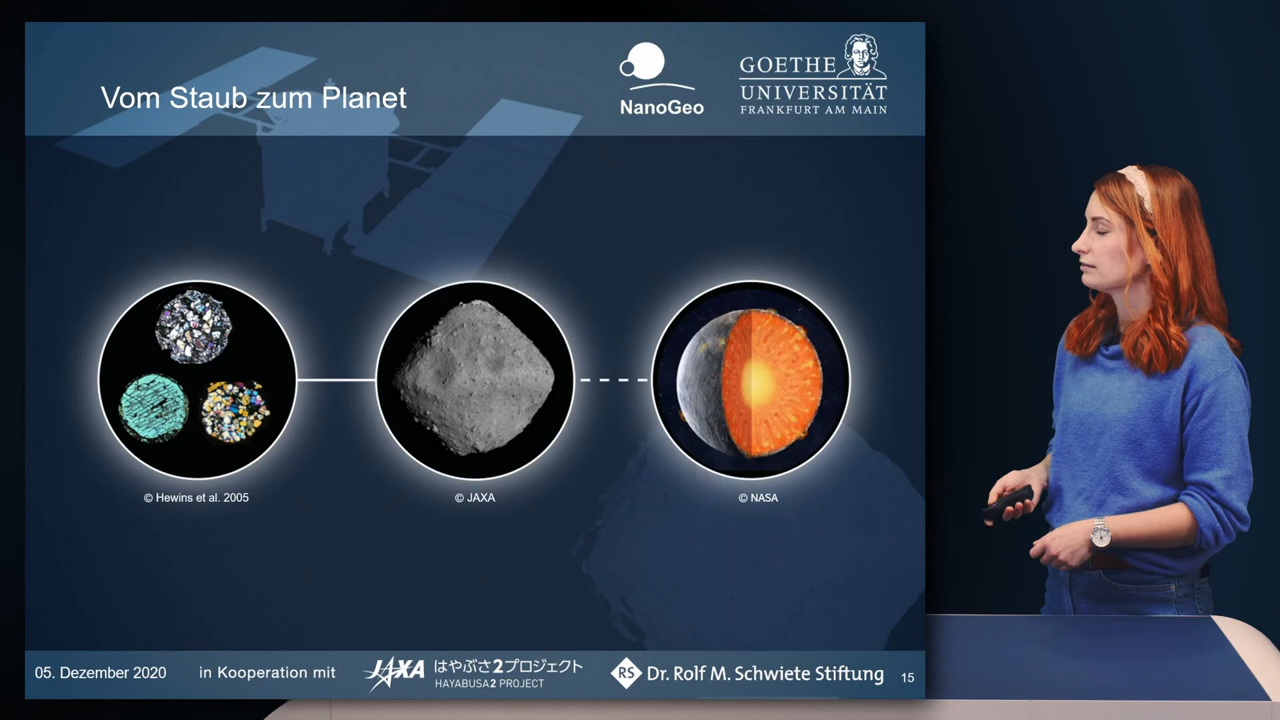 Vom Staub zum Planet
NanoGeo
GOETHE
UNIVERSITÄT
FRANKFURT AM MAIN
© Hewins et al. 2005
© JAXA
© NASA
05. Dezember 2020
in Kooperation mit
JAXA
はやぶさ2プロジェクト
HAYABUSA2 PROJECT
RS
Dr. Rolf M. Schwiete Stiftung
15